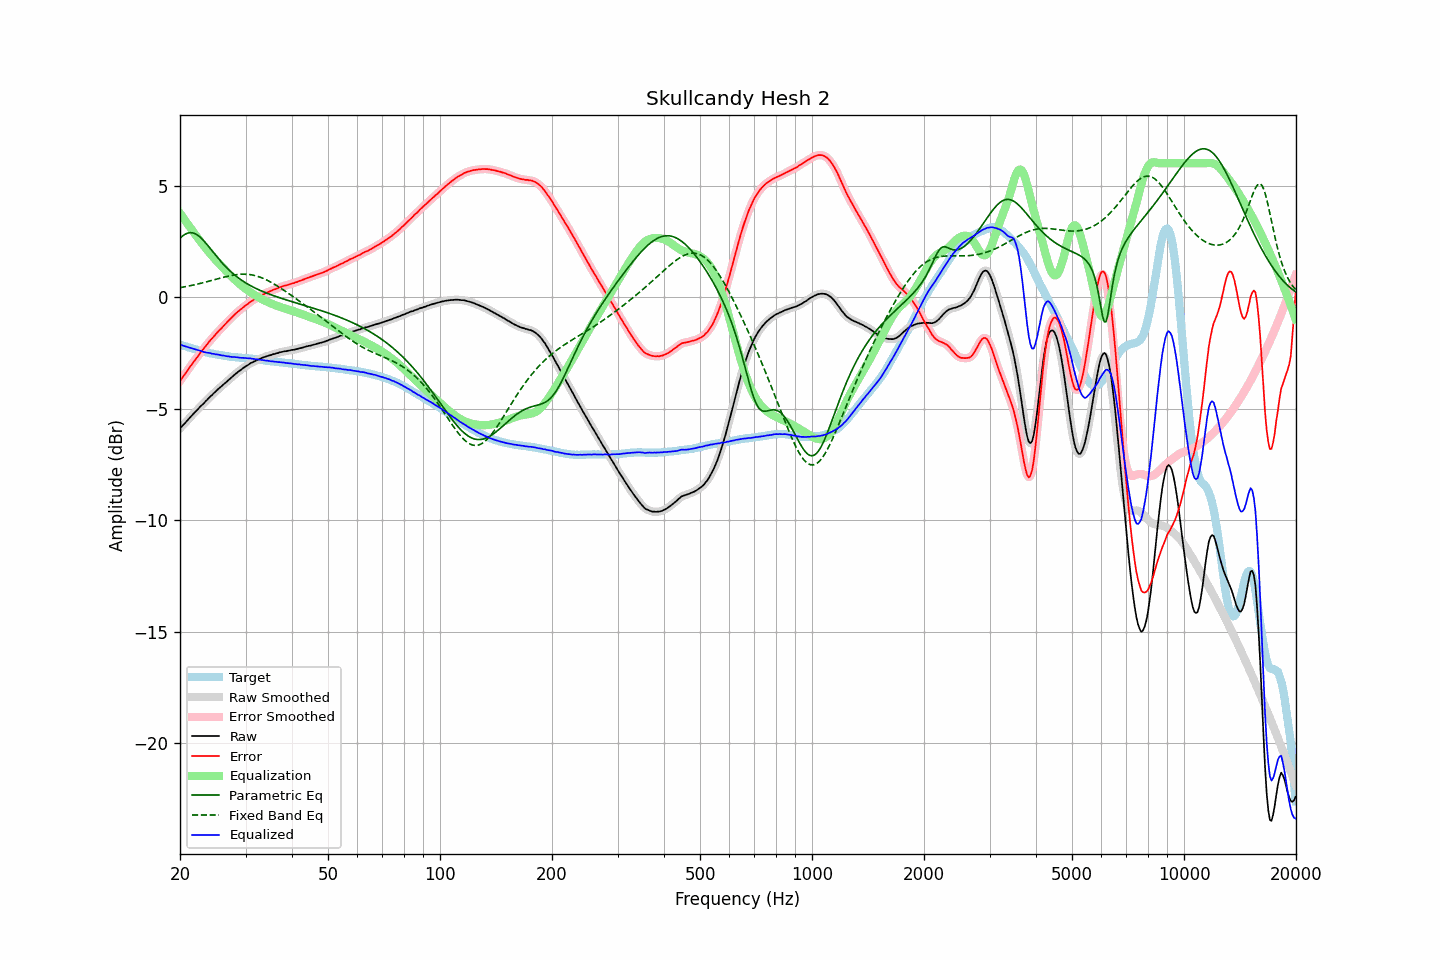 Skullcandy Hesh 2
Amplitude (dBr)
5
0
−5
−10
−15
−20
Target
Raw Smoothed
Error Smoothed
Raw
Error
Equalization
Parametric Eq
Fixed Band Eq
Equalized
20 50 100 200 500 1000 2000 5000 10000 20000
Frequency (Hz)